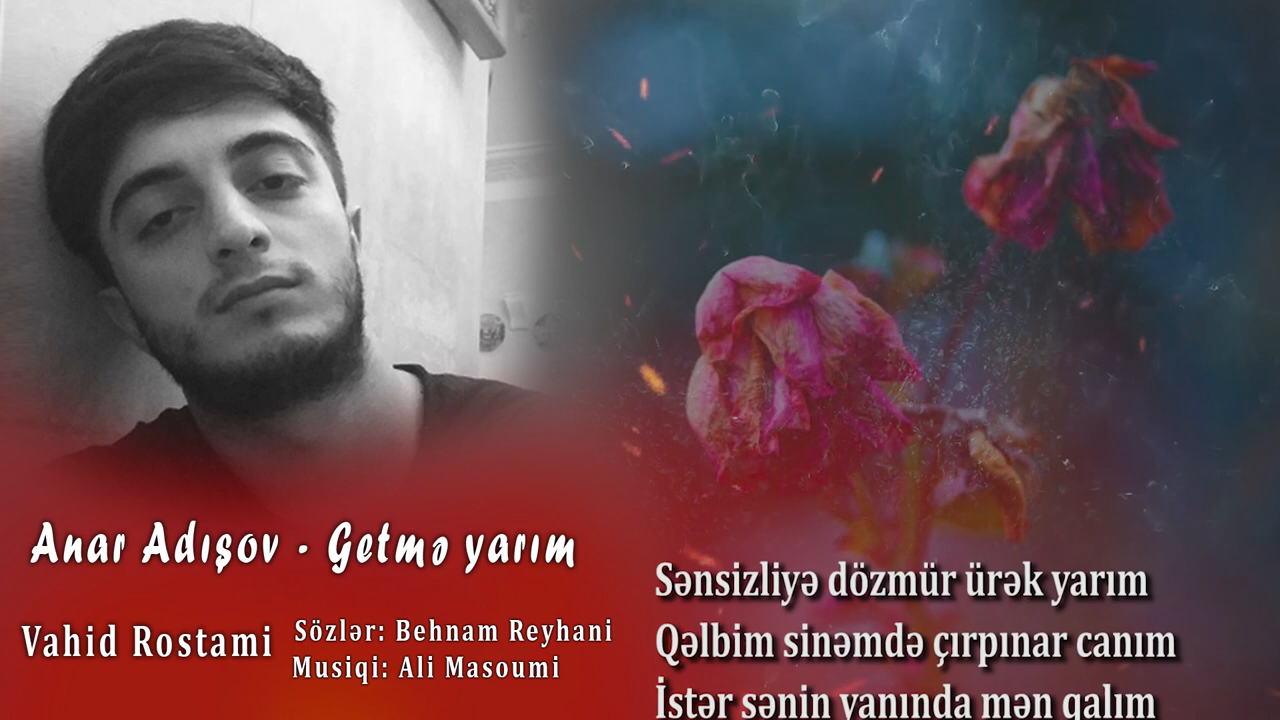 Anar Adışov - Getmə yarım
Vahid Rostami
Sözlər: Behnam Reyhani
Musiqi: Ali Masoumi
Sənsizliyə dözmür ürək yarım
Qəlbim sinəmdə çırpınar canım
İstər sənin yanında mən qalım